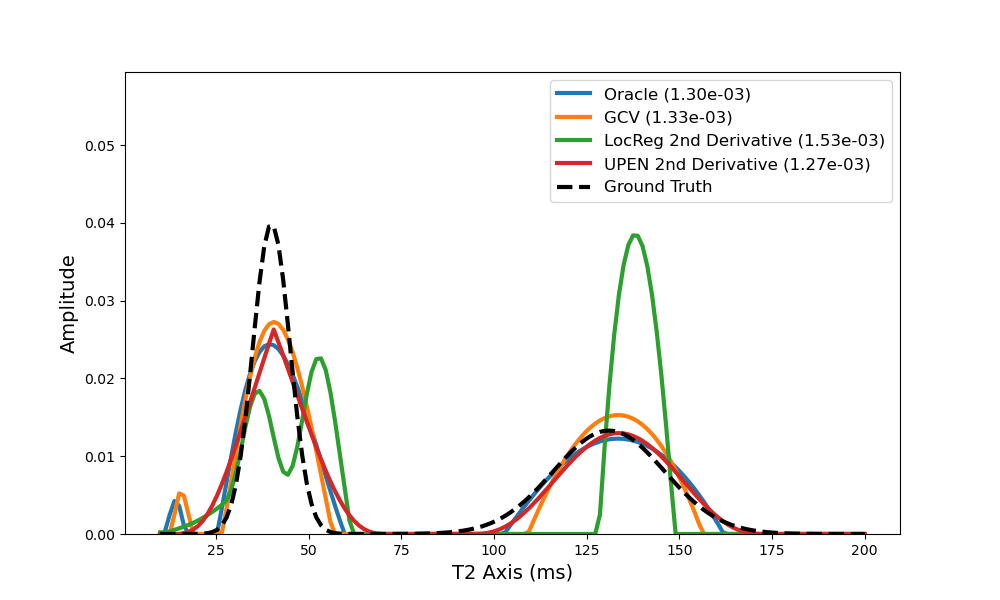 Oracle (1.30e-03)
GCV (1.33e-03)
LocReg 2nd Derivative (1.53e-03)
UPEN 2nd Derivative (1.27e-03)
Ground Truth
Amplitude
0.05
0.04
0.03
0.02
0.01
0.00
25 50 75 100 125 150 175 200
T2 Axis (ms)